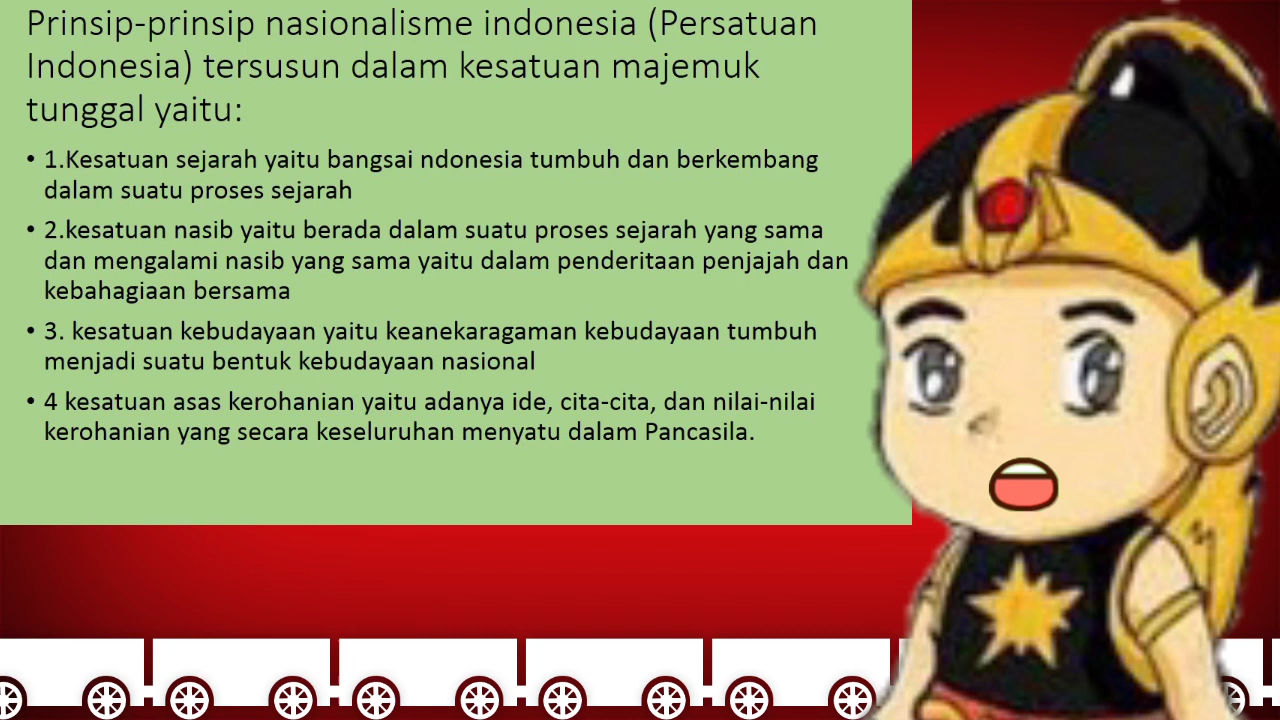 Prinsip-prinsip nasionalisme indonesia (Persatuan
Indonesia) tersusun dalam kesatuan majemuk
tunggal yaitu:
• 1.Kesatuan sejarah yaitu bangsai ndonesia tumbuh dan berkembang
dalam suatu proses sejarah
• 2.kesatuan nasib yaitu berada dalam suatu proses sejarah yang sama
dan mengalami nasib yang sama yaitu dalam penderitaan penjajah dan
kebahagiaan bersama
• 3. kesatuan kebudayaan yaitu keanekaragaman kebudayaan tumbuh
menjadi suatu bentuk kebudayaan nasional
• 4 kesatuan asas kerohanian yaitu adanya ide, cita-cita, dan nilai-nilai
kerohanian yang secara keseluruhan menyatu dalam Pancasila.